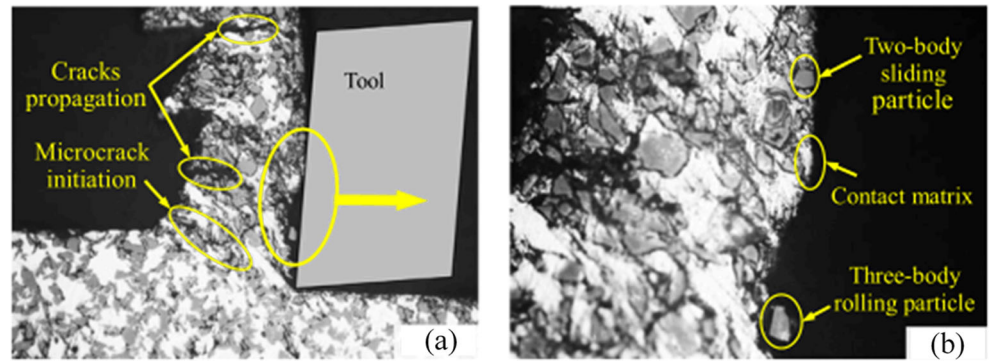 Cracks
propagation
Microcrack
initiation
Tool
(a)
Two-body
sliding
particle
Contact matrix
Three-body
rolling particle
(b)